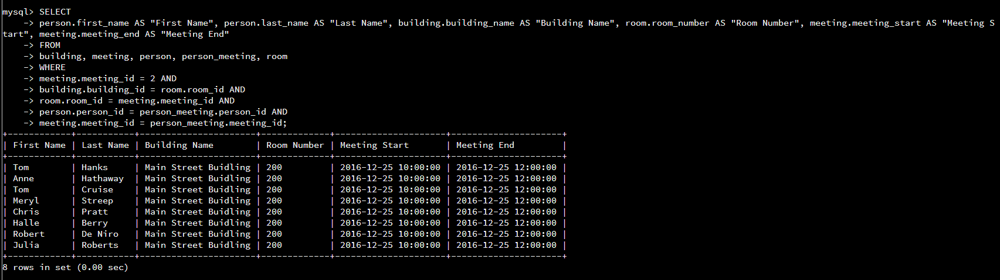 mysql> SELECT
    -> person.first_name AS "First Name", person.last_name AS "Last Name", building.building_name AS "Building Name", room.room_number AS "Room Number", meeting.meeting_start AS "Meeting S
tart", meeting.meeting_end AS "Meeting End"
    -> FROM
    -> building, meeting, person, person_meeting, room
    -> WHERE
    -> meeting.meeting_id = 2 AND
    -> building.building_id = room.room_id AND
    -> room.room_id = meeting.meeting_id AND
    -> person.person_id = person_meeting.person_id AND
    -> meeting.meeting_id = person_meeting.meeting_id;
+------------+-----------+----------------------+-------------+---------------------+---------------------+
| First Name | Last Name | Building Name        | Room Number | Meeting Start       | Meeting End         |
+------------+-----------+----------------------+-------------+---------------------+---------------------+
| Tom        | Hanks     | Main Street Buidling | 200         | 2016-12-25 10:00:00 | 2016-12-25 12:00:00 |
| Anne       | Hathaway  | Main Street Buidling | 200         | 2016-12-25 10:00:00 | 2016-12-25 12:00:00 |
| Tom        | Cruise    | Main Street Buidling | 200         | 2016-12-25 10:00:00 | 2016-12-25 12:00:00 |
| Meryl      | Streep    | Main Street Buidling | 200         | 2016-12-25 10:00:00 | 2016-12-25 12:00:00 |
| Chris      | Pratt     | Main Street Buidling | 200         | 2016-12-25 10:00:00 | 2016-12-25 12:00:00 |
| Halle      | Berry     | Main Street Buidling | 200         | 2016-12-25 10:00:00 | 2016-12-25 12:00:00 |
| Robert     | De Niro   | Main Street Buidling | 200         | 2016-12-25 10:00:00 | 2016-12-25 12:00:00 |
| Julia      | Roberts   | Main Street Buidling | 200         | 2016-12-25 10:00:00 | 2016-12-25 12:00:00 |
+------------+-----------+----------------------+-------------+---------------------+---------------------+
8 rows in set (0.00 sec)